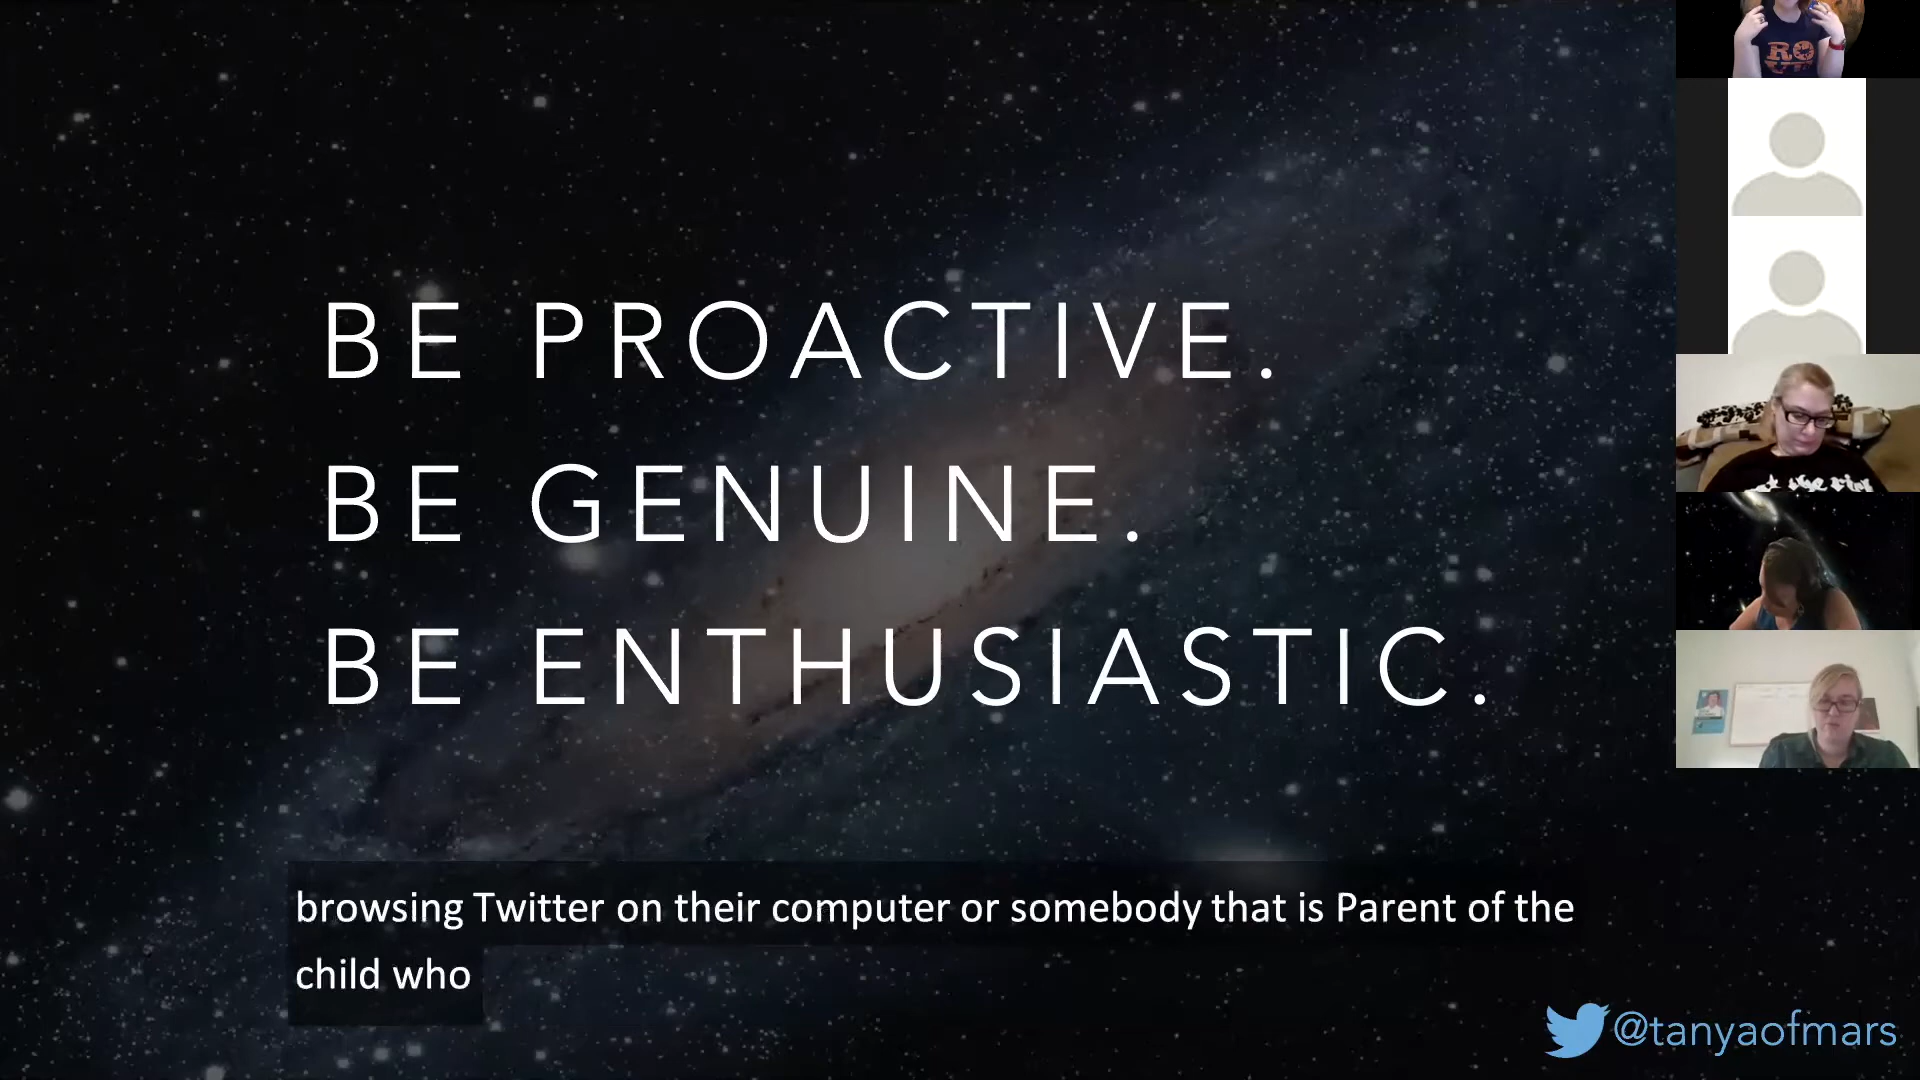 BE PROACTIVE.
BE GENUINE.
BE ENTHUSIASTIC.
browsing Twitter on their computer or somebody that is Parent of the
child who
@tanyaofmars
RO